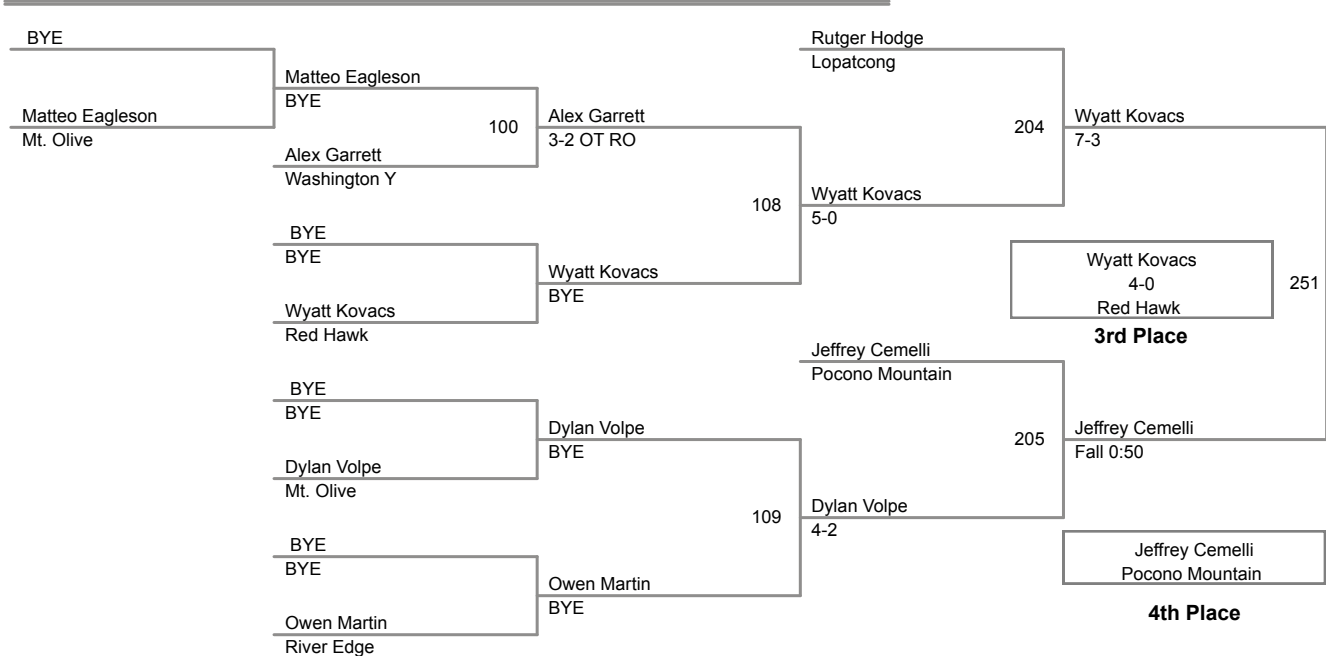 BYE
Matteo Eagleson
Mt. Olive
Matteo Eagleson
BYE
100
Alex Garrett
Washington Y
BYE
BYE
Wyatt Kovacs
Red Hawk
BYE
BYE
Dylan Volpe
Mt. Olive
BYE
BYE
Owen Martin
River Edge
Alex Garrett
3-2 OT RO
108
Wyatt Kovacs
BYE
Dylan Volpe
BYE
109
Owen Martin
BYE
Rutger Hodge
Lopatcong
204
Wyatt Kovacs
5-0
Jeffrey Cemelli
Pocono Mountain
205
Dylan Volpe
4-2
Wyatt Kovacs
7-3
Wyatt Kovacs
4-0
Red Hawk
251
3rd Place
Jeffrey Cemelli
Fall 0:50
Jeffrey Cemelli
Pocono Mountain
4th Place